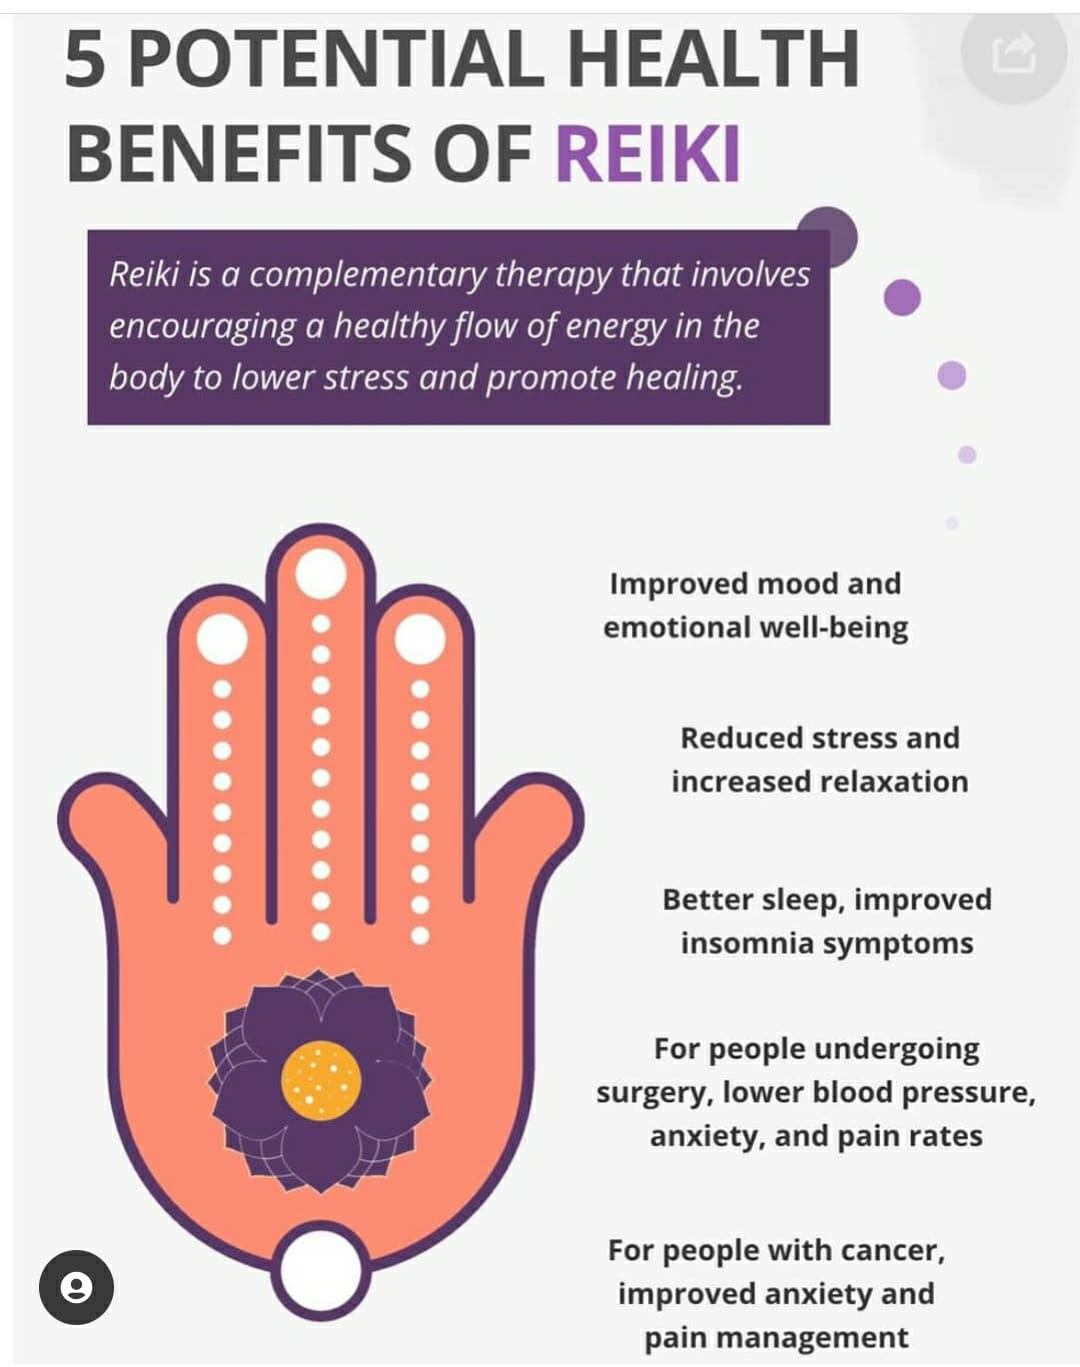 5 POTENTIAL HEALTH
BENEFITS OF REIKI
Reiki is a complementary therapy that involves
encouraging a healthy flow of energy in the
body to lower stress and promote healing.
Improved mood and
emotional well-being
Reduced stress and
increased relaxation
Better sleep, improved
insomnia symptoms
For people undergoing
surgery, lower blood pressure,
anxiety, and pain rates
For people with cancer,
improved anxiety and
pain management